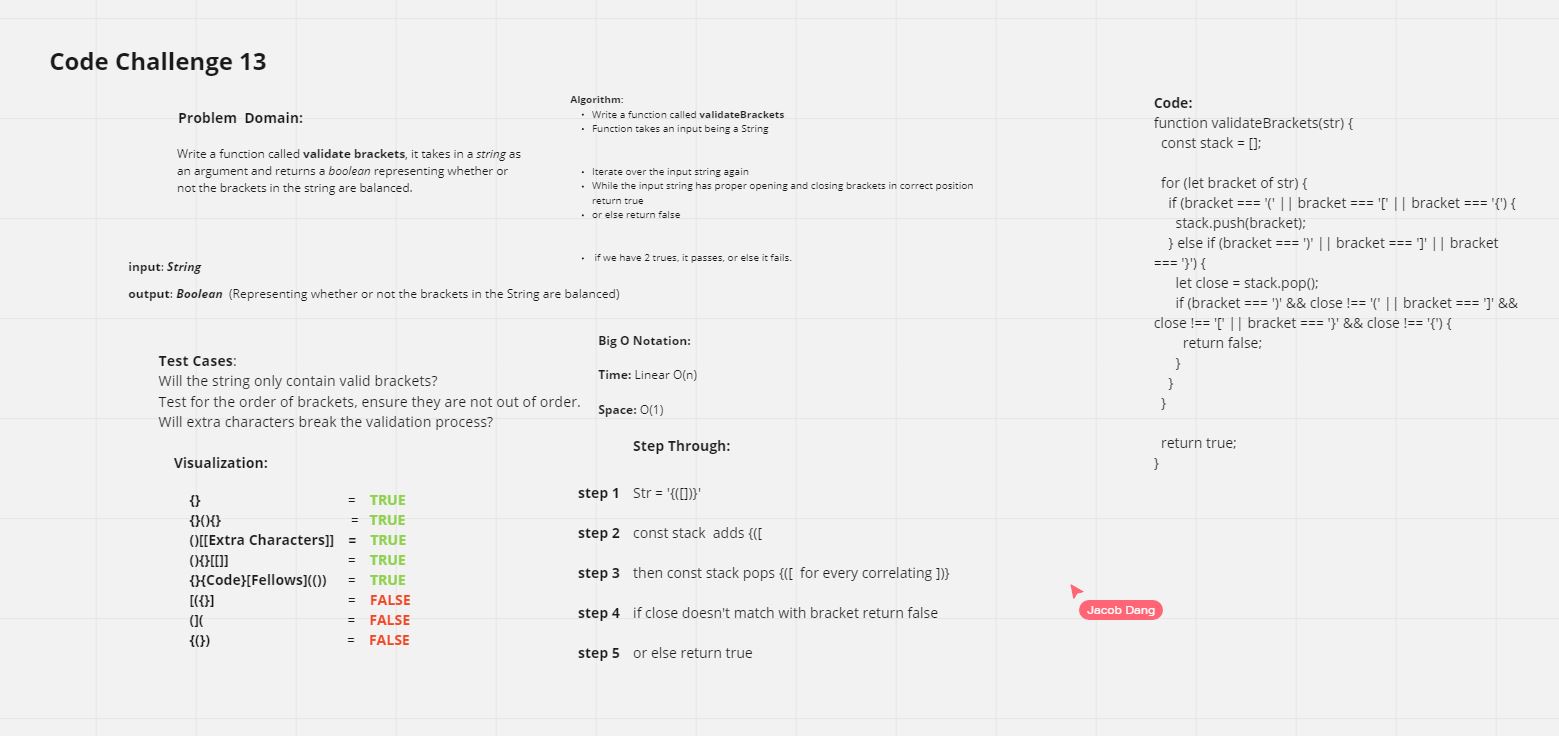 Code Challenge 13
Problem  Domain:
Write a function called validate brackets, it takes in a string as
an argument and returns a boolean representing whether or
not the brackets in the string are balanced.
input: String
output: Boolean  (Representing whether or not the brackets in the String are balanced)
Test Cases:
Will the string only contain valid brackets?
Test for the order of brackets, ensure they are not out of order.
Will extra characters break the validation process?
Visualization:
{} = TRUE
{}(){} = TRUE
()[[Extra Characters]] = TRUE
(){}[[]] = TRUE
{}{Code}[Fellows](()) = TRUE
[({}] = FALSE
(]( = FALSE
{(}) = FALSE
Algorithm:
• Write a function called validateBrackets
• Function takes an input being a String
• Iterate over the input string again
• While the input string has proper opening and closing brackets in correct position
return true
• or else return false
• if we have 2 trues, it passes, or else it fails.
Big O Notation:
Time: Linear O(n)
Space: O(1)
Step Through:
step 1 Str = '{([])}'
step 2 const stack  adds {([
step 3 then const stack pops {([  for every correlating ])}
step 4 if close doesn't match with bracket return false
step 5 or else return true
Code:
function validateBrackets(str) {
const stack = [];
for (let bracket of str) {
if (bracket === '(' || bracket === '[' || bracket === '{') {
stack.push(bracket);
} else if (bracket === ')' || bracket === ']' || bracket
=== '}') {
let close = stack.pop();
if (bracket === ')' && close !== '(' || bracket === ']' &&
close !== '[' || bracket === '}' && close !== '{') {
return false;
}
}
}
return true;
}
Jacob Dang